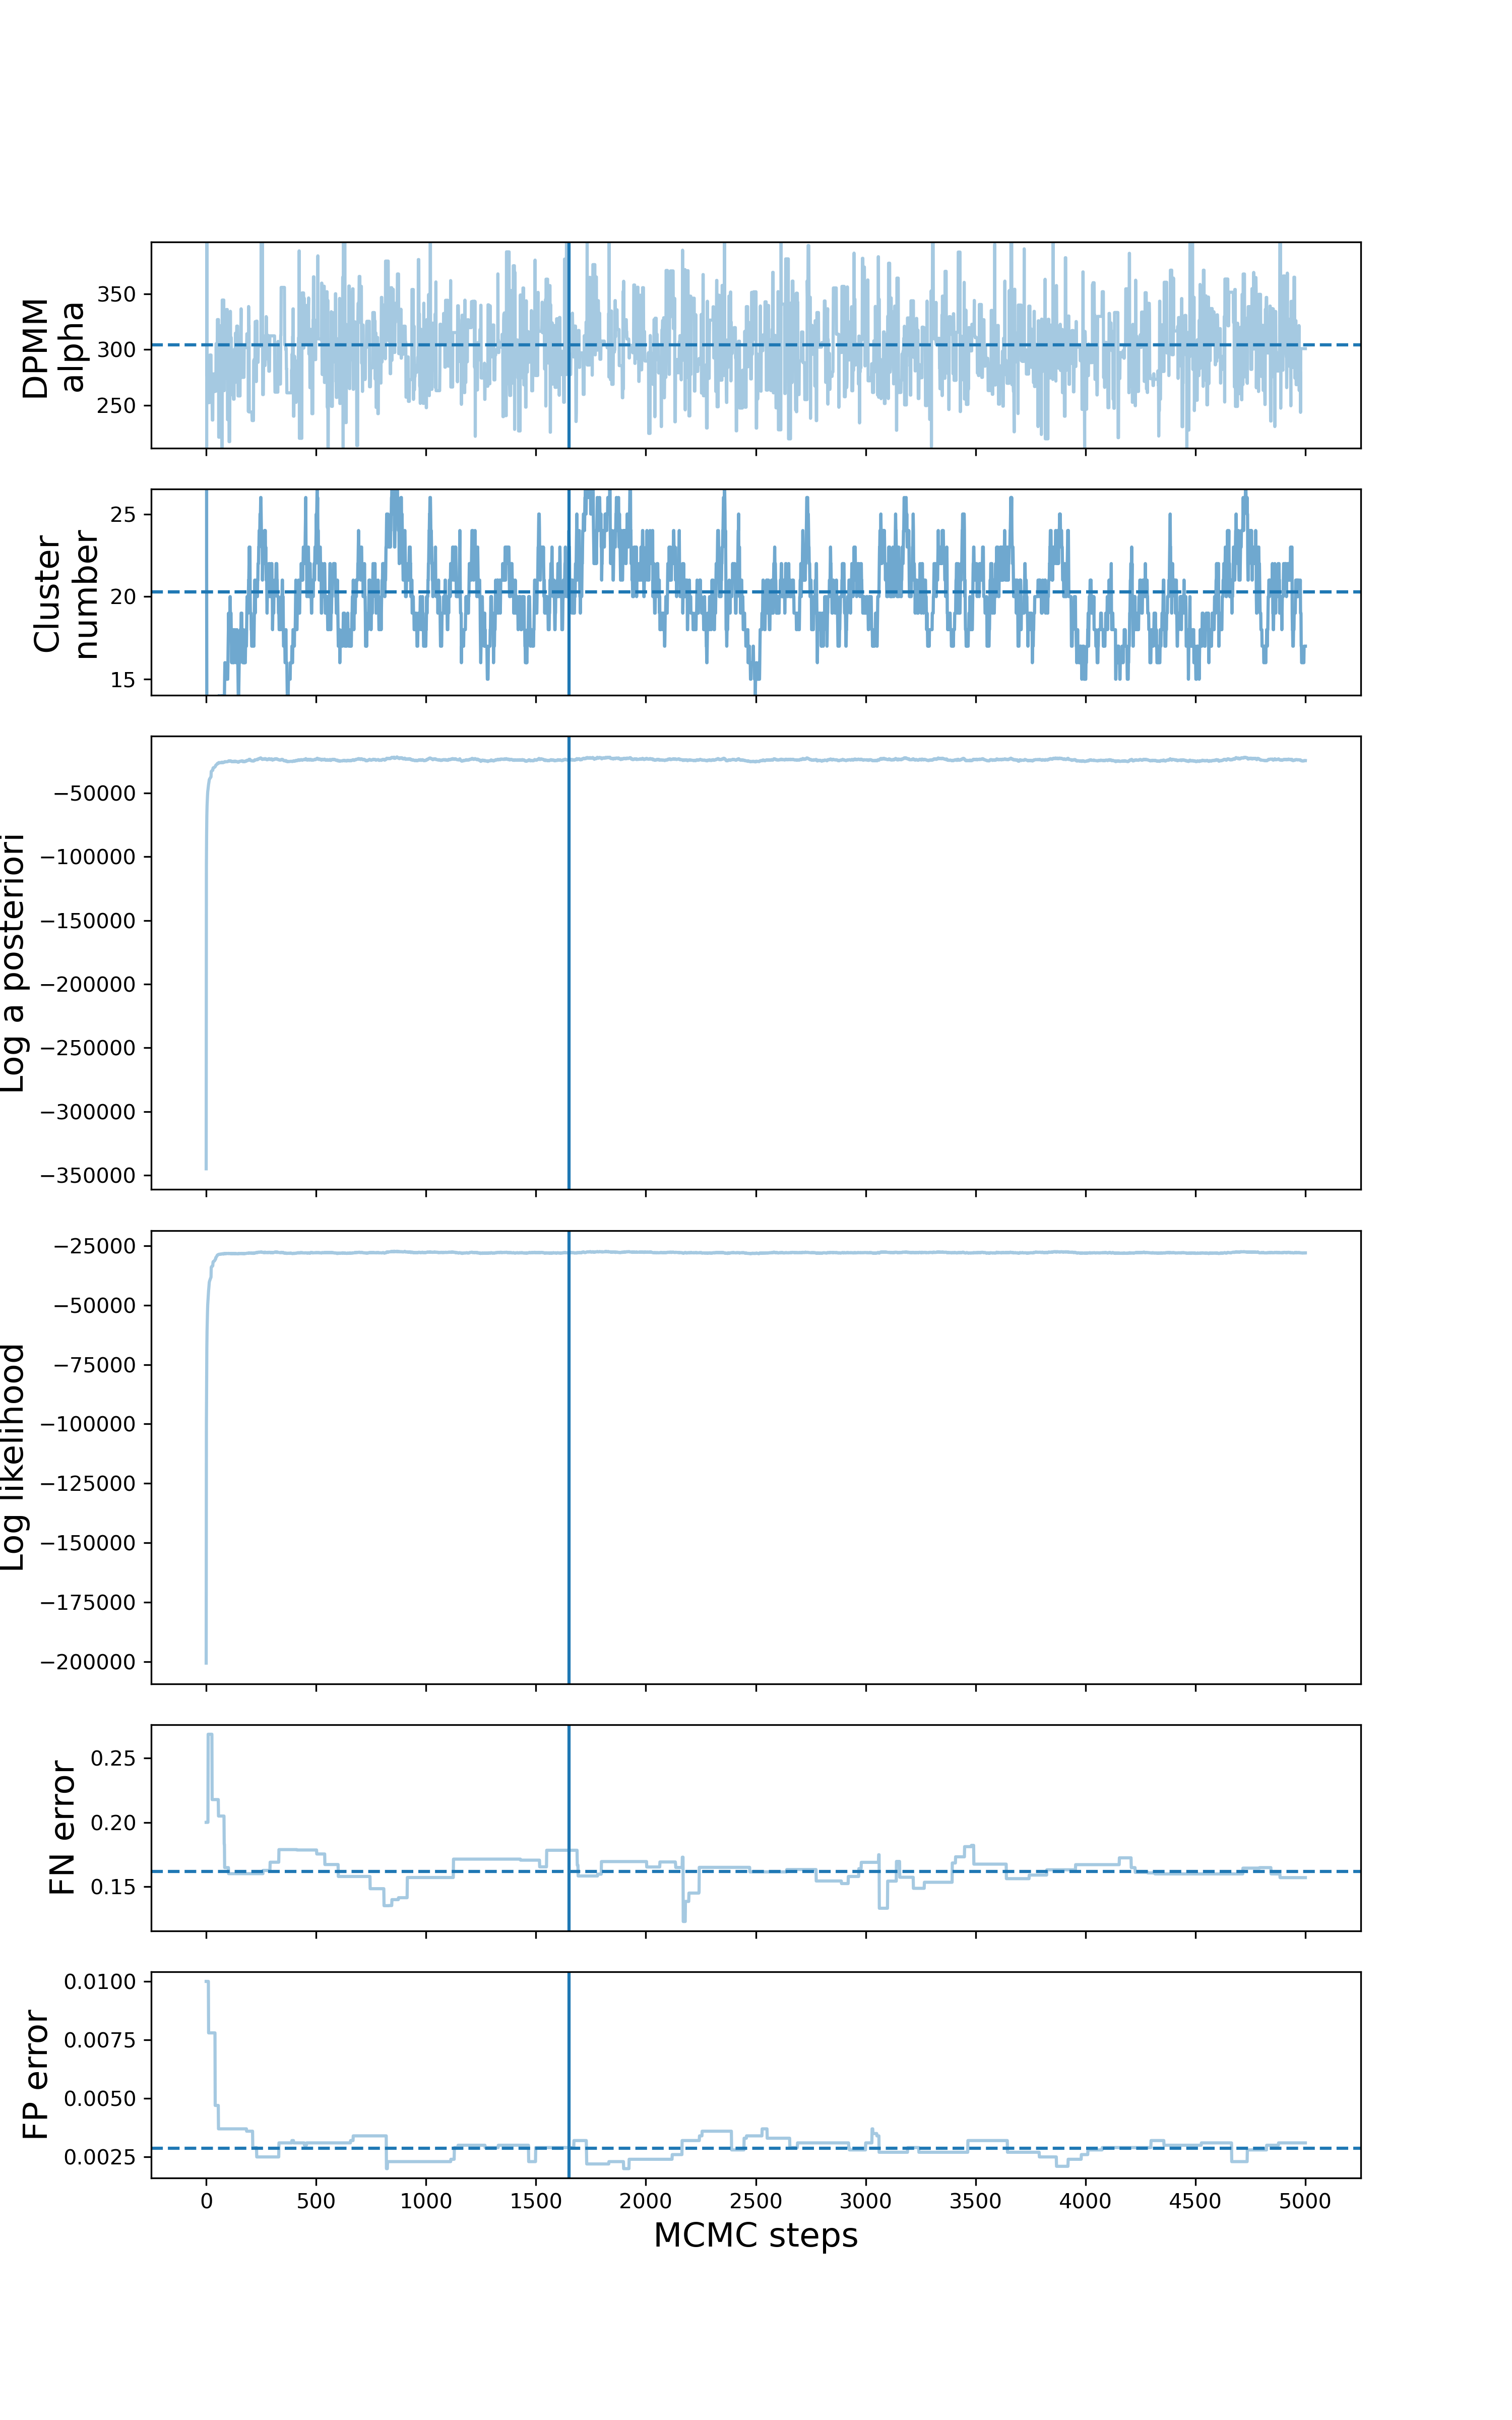 DPMM
alpha
350
300
250
Cluster
number
25
20
15
Log a posteriori
−50000
−100000
−150000
−200000
−250000
−300000
−350000
Log likelihood
−25000
−50000
−75000
−100000
−125000
−150000
−175000
−200000
FN error
0.25
0.20
0.15
FP error
0.0100
0.0075
0.0050
0.0025
0 500 1000 1500 2000 2500 3000 3500 4000 4500 5000
MCMC steps